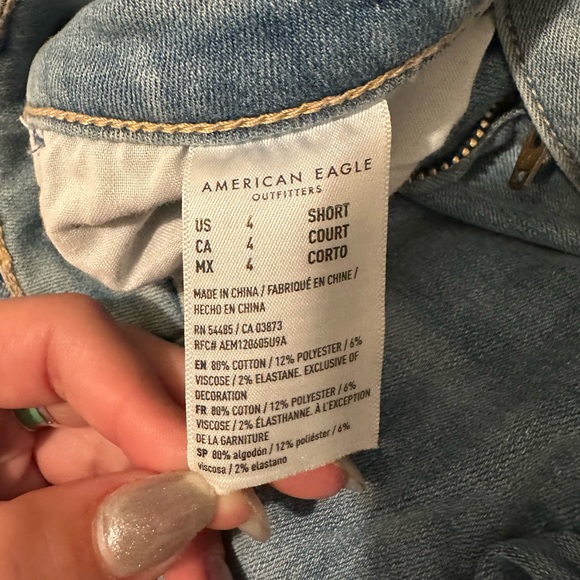 AMERICAN EAGLE
OUTFITTERS
US 4 SHORT
CA 4 COURT
MX 4 CORTO
MADE IN CHINA / FABRIQUÉ EN CHINE /
HECHO EN CHINA
RN 54485 / CA 03873
RFC# AEM120605U9A
EN 80% COTTON / 12% POLYESTER / 6%
VISCOSE / 2% ELASTANE. EXCLUSIVE OF
DECORATION
FR 80% COTON / 12% POLYESTER / 6%
VISCOSE / 2% ÉLASTHANNE. À L'EXCEPTION
DE LA GARNITURE
SP 80% algodón / 12% poliéster / 6%
viscosa / 2% elastano